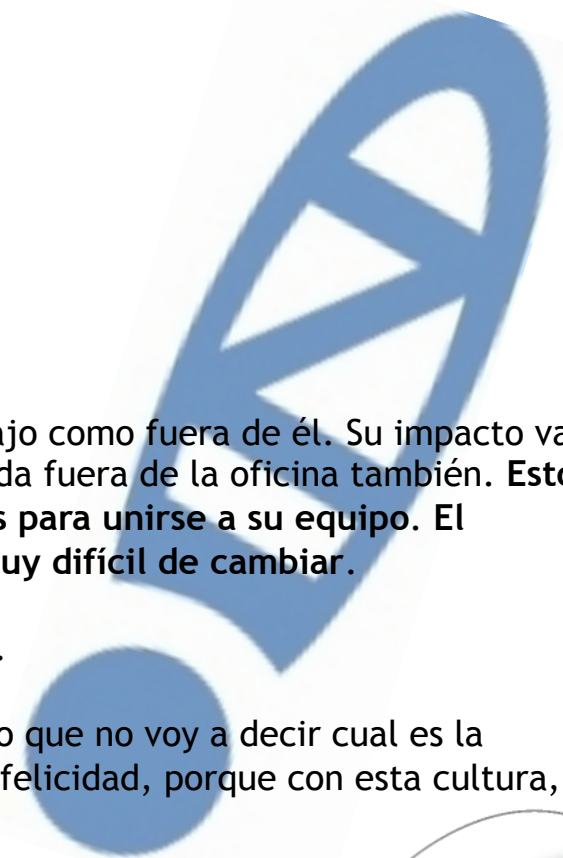 ajo como fuera de él. Su impacto va
da fuera de la oficina también. Esto
s para unirse a su equipo. El
uy difícil de cambiar.
.
o que no voy a decir cual es la
felicidad, porque con esta cultura,